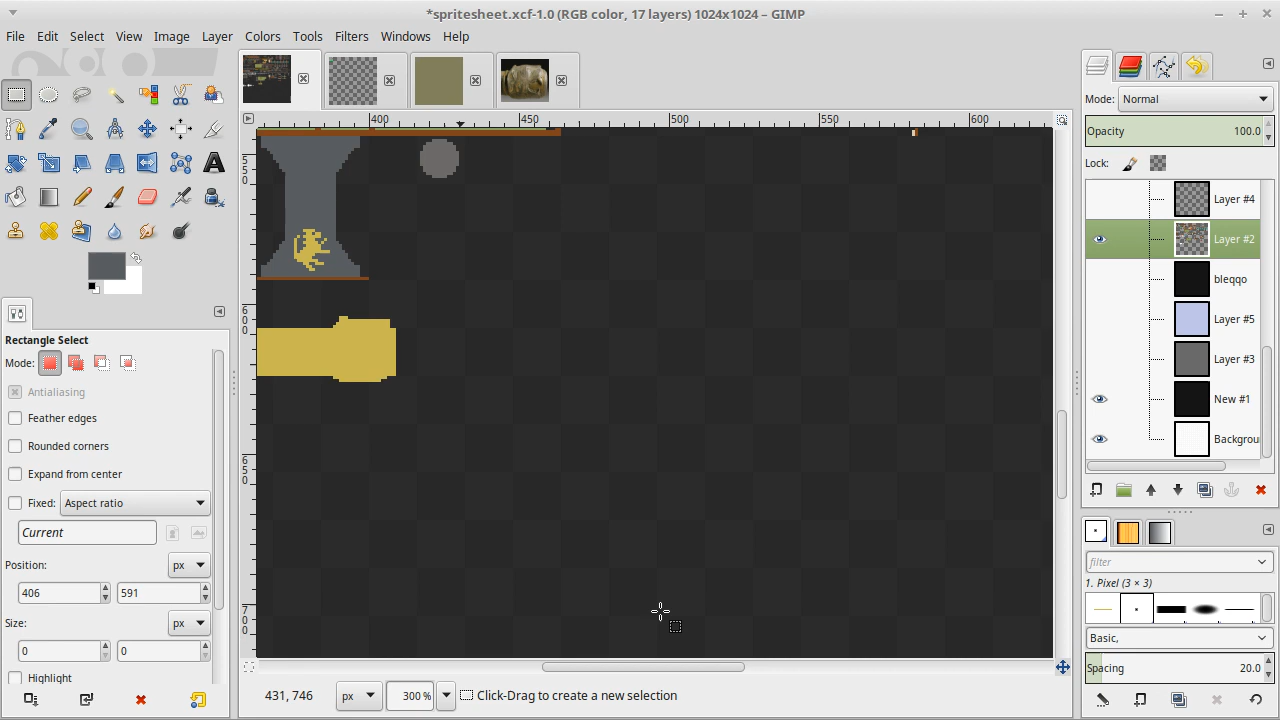 *spritesheet.xcf-1.0 (RGB color, 17 layers) 1024x1024 – GIMP
File Edit Select View Image Layer Colors Tools Filters Windows Help
Mode: Normal
400 450 500 550 600
Opacity 100.0
Lock:
550
Layer #4
Layer #2
bleqqo
600
Rectangle Select
Layer #5
Mode:
Layer #3
Antialiasing
New #1
Feather edges
Backgrou
Rounded corners
650
Expand from center
Fixed: Aspect ratio
Current
filter
Position: px
1. Pixel (3 × 3)
406 591
700
Size: px
Basic,
0 0
Spacing 20.0
Highlight
431, 746 px 300 % Click-Drag to create a new selection